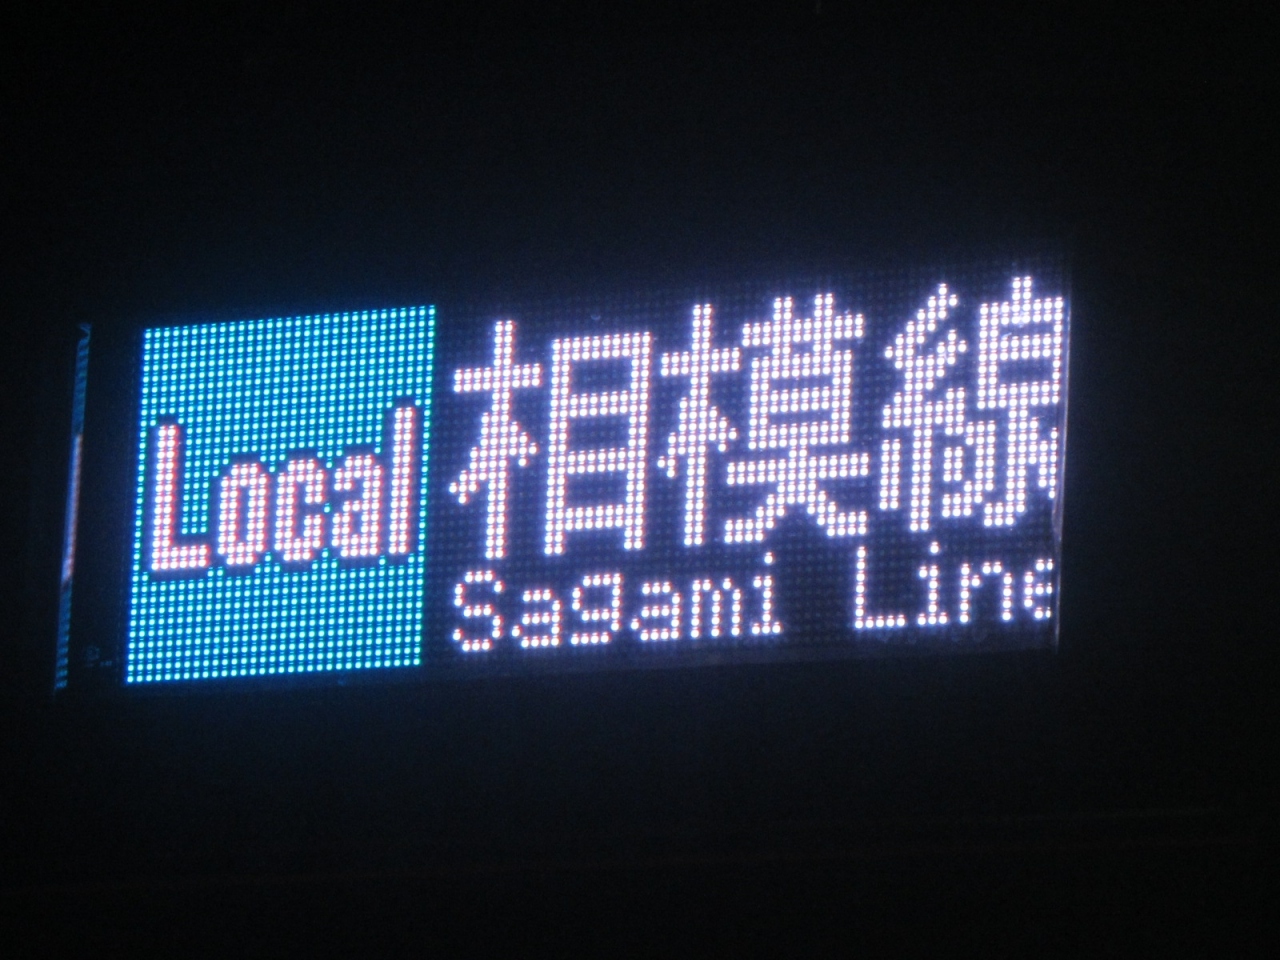 Local
相模線
Sagami Line